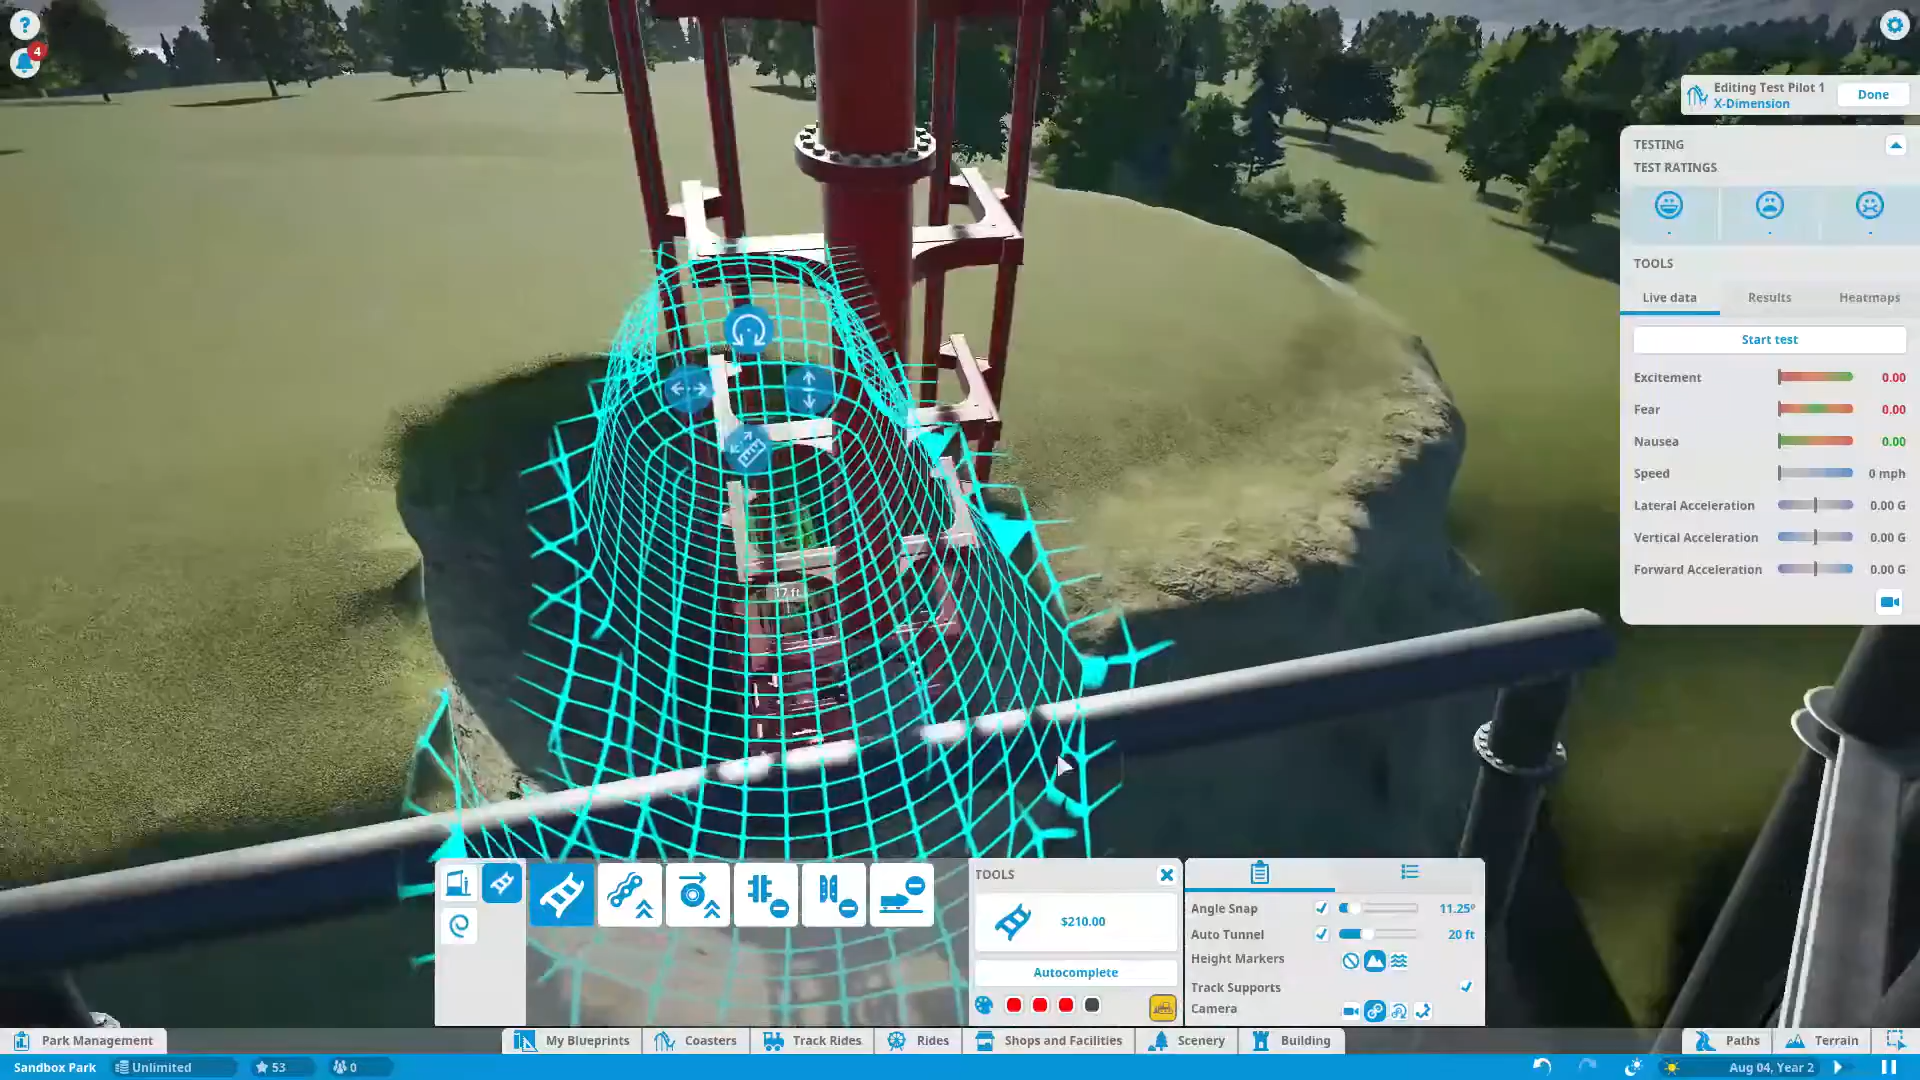 ?
4
Editing Test Pilot 1
X-Dimension
Done
TESTING
TEST RATINGS
-
-
-
TOOLS
Live data
Results
Heatmaps
Start test
Excitement
0.00
Fear
0.00
Nausea
0.00
Speed
0 mph
Lateral Acceleration
0.00 G
Vertical Acceleration
0.00 G
Forward Acceleration
0.00 G
17 ft
TOOLS
$210.00
Autocomplete
Angle Snap
11.25º
Auto Tunnel
20 ft
Height Markers
Track Supports
Camera
Park Management
My Blueprints
Coasters
Track Rides
Rides
Shops and Facilities
Scenery
Building
Paths
Terrain
Sandbox Park
Unlimited
53
0
Aug 04, Year 2